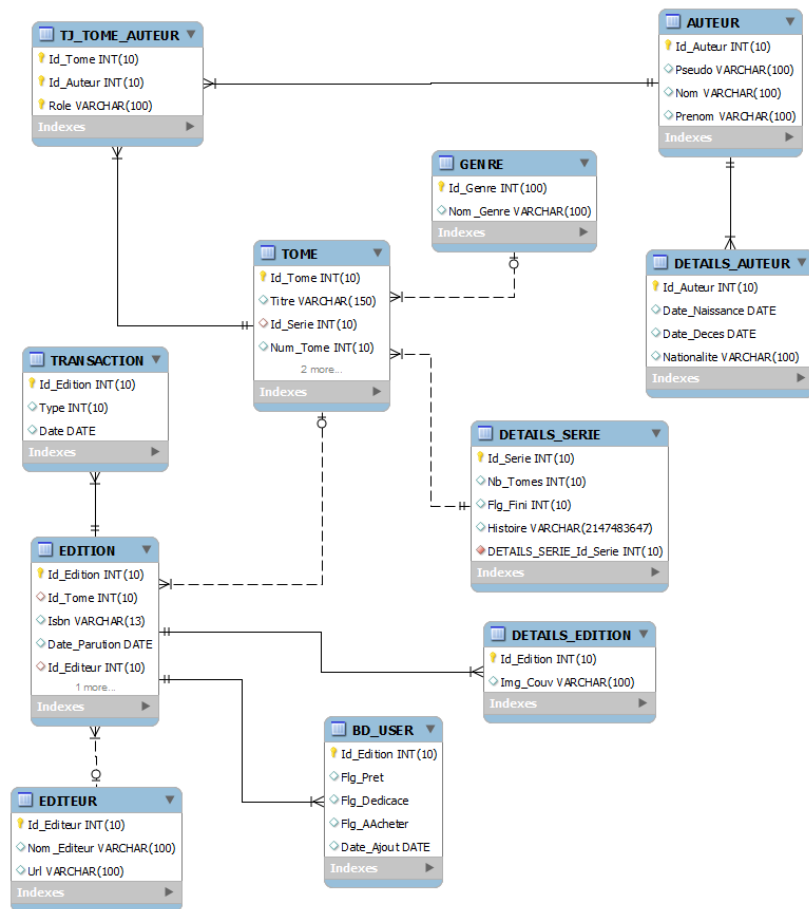 TJ_TOME_AUTEUR
Id_Tome INT(10)
Id_Auteur INT(10)
Role VARCHAR(100)
Indexes
AUTEUR
Id_Auteur INT(10)
Pseudo VARCHAR(100)
Nom VARCHAR(100)
Prenom VARCHAR(100)
Indexes
GENRE
Id_Genre INT(100)
Nom_Genre VARCHAR(100)
Indexes
TOME
Id_Tome INT(10)
Titre VARCHAR(150)
Id_Serie INT(10)
Num_Tome INT(10)
2 more...
Indexes
DETAILS_AUTEUR
Id_Auteur INT(10)
Date_Naissance DATE
Date_Deces DATE
Nationalite VARCHAR(100)
Indexes
TRANSACTION
Id_Edition INT(10)
Type INT(10)
Date DATE
Indexes
DETAILS_SERIE
Id_Serie INT(10)
Nb_Tomes INT(10)
Flg_Fini INT(10)
Histoire VARCHAR(2147483647)
DETAILS_SERIE_Id_Serie INT(10)
Indexes
EDITION
Id_Edition INT(10)
Id_Tome INT(10)
Isbn VARCHAR(13)
Date_Parution DATE
Id_Editeur INT(10)
1 more...
Indexes
DETAILS_EDITION
Id_Edition INT(10)
Img_Couv VARCHAR(100)
Indexes
BD_USER
Id_Edition INT(10)
Flg_Pret
Flg_Dedicace
Flg_AAcheter
Date_Ajout DATE
Indexes
EDITEUR
Id_Editeur INT(10)
Nom_Editeur VARCHAR(100)
Url VARCHAR(100)
Indexes